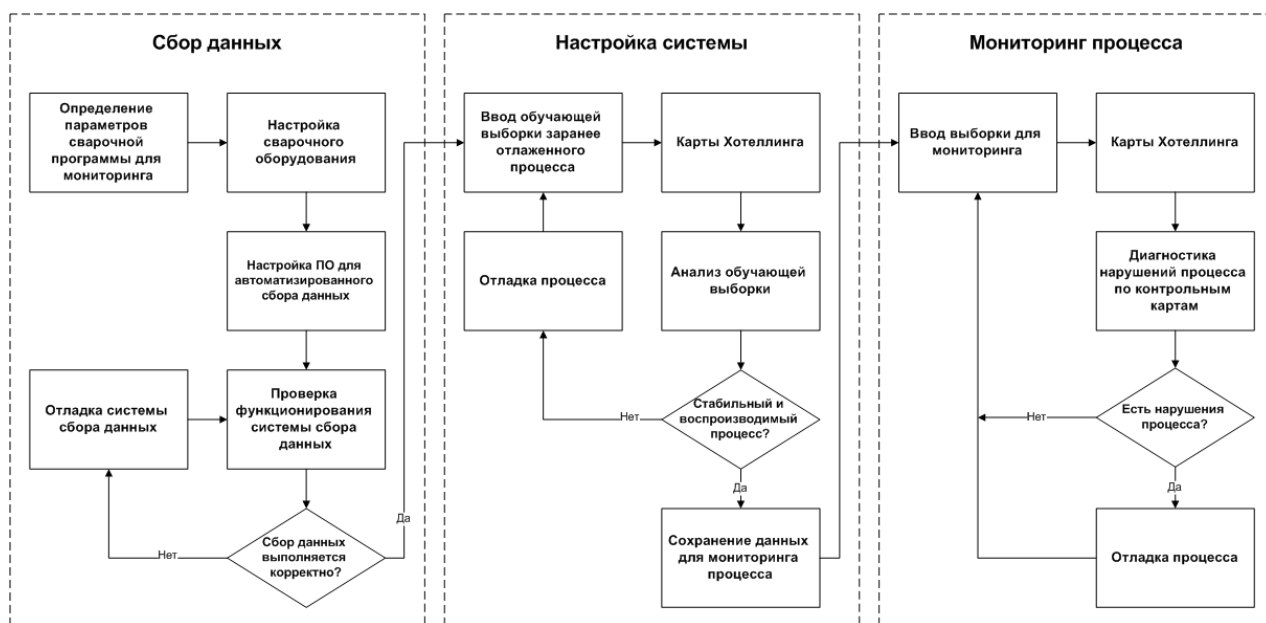 Сбор данных
Определение
параметров
сварочной
программы для
мониторинга
Настройка
сварочного
оборудования
Настройка ПО для
автоматизированного
сбора данных
Отладка системы
сбора данных
Проверка
функционирования
системы сбора
данных
Сбор данных
выполняется
корректно?
Нет
Да
Настройка системы
Ввод обучающей
выборки заранее
отлаженного
процесса
Карты Хотеллинга
Отладка процесса
Анализ обучающей
выборки
Стабильный и
воспроизводимый
процесс?
Нет
Да
Сохранение данных
для мониторинга
процесса
Мониторинг процесса
Ввод выборки для
мониторинга
Карты Хотеллинга
Диагностика
нарушений процесса
по контрольным
картам
Есть нарушения
процесса?
Нет
Да
Отладка процесса